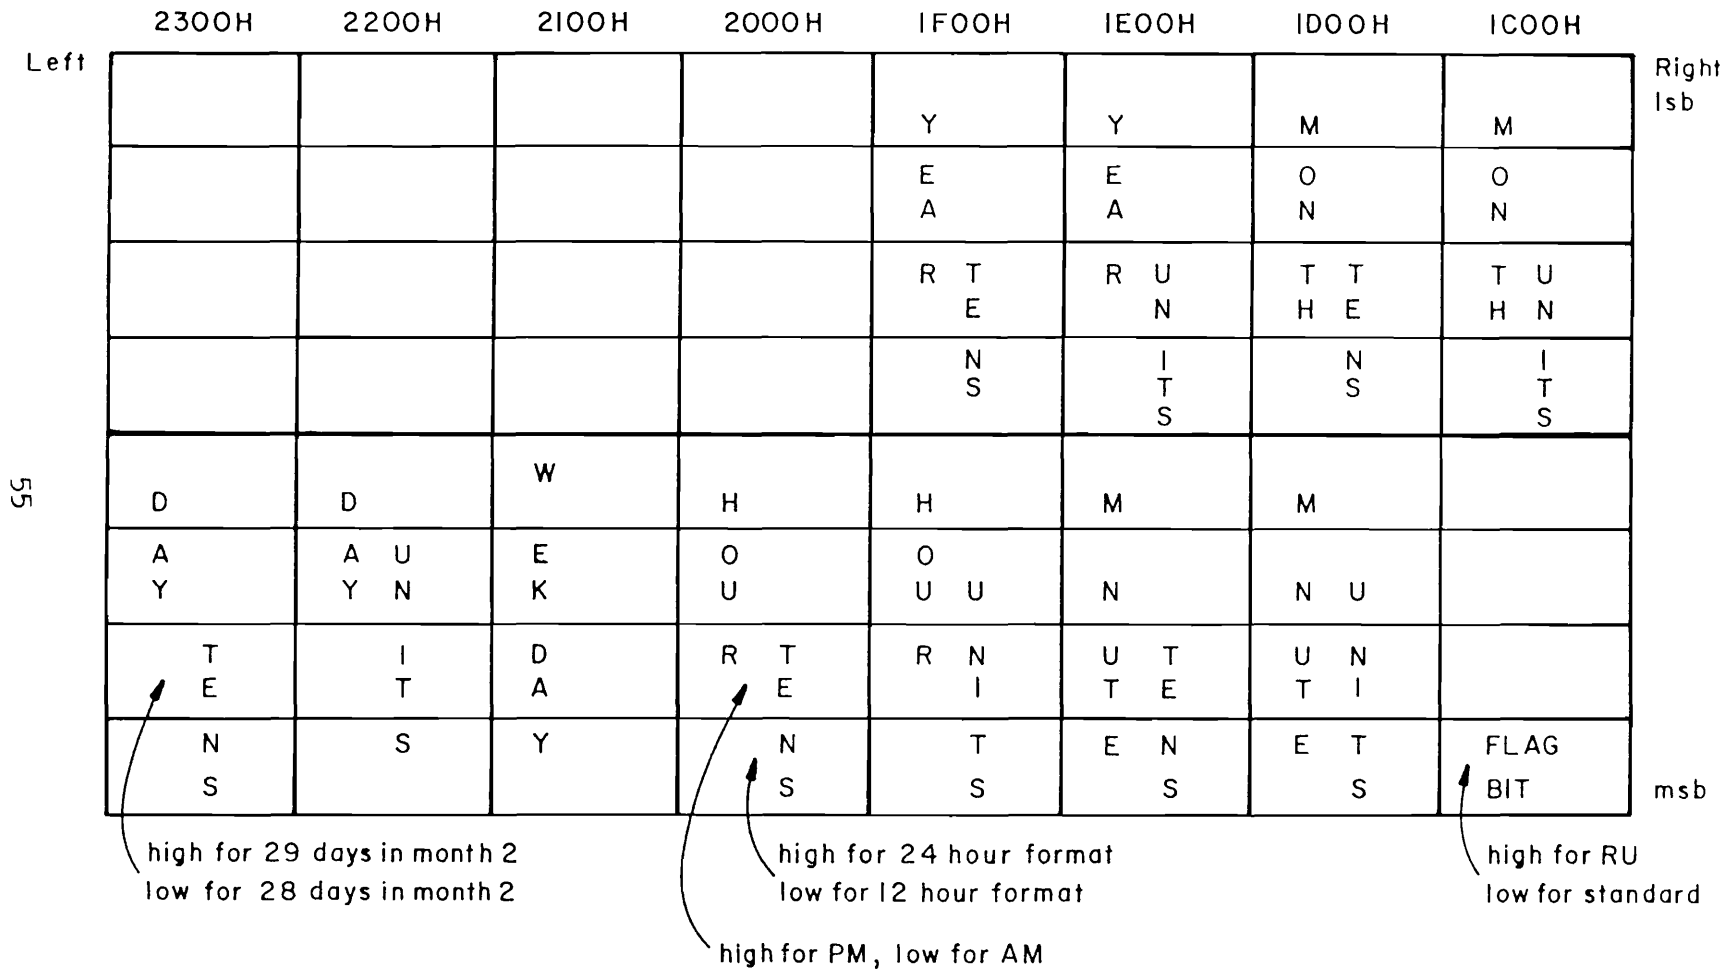 2300H 2200H 2100H 2000H 1F00H 1E00H 1D00H 1C00H
Left
Right
lsb
Y Y M M
E E O O
A A N N
R T R U T T T U
E N H E H N
N I N I
S T S T
S S
W
D D H H M M
A A U E O O
Y Y N K U U U N N U
T I D R T R N U T U N
E T A E I T E T I
N S Y N T E N E T FLAG
S S S S S BIT
msb
55
high for 29 days in month 2
low for 28 days in month 2
high for 24 hour format
low for 12 hour format
high for RU
low for standard
high for PM, low for AM